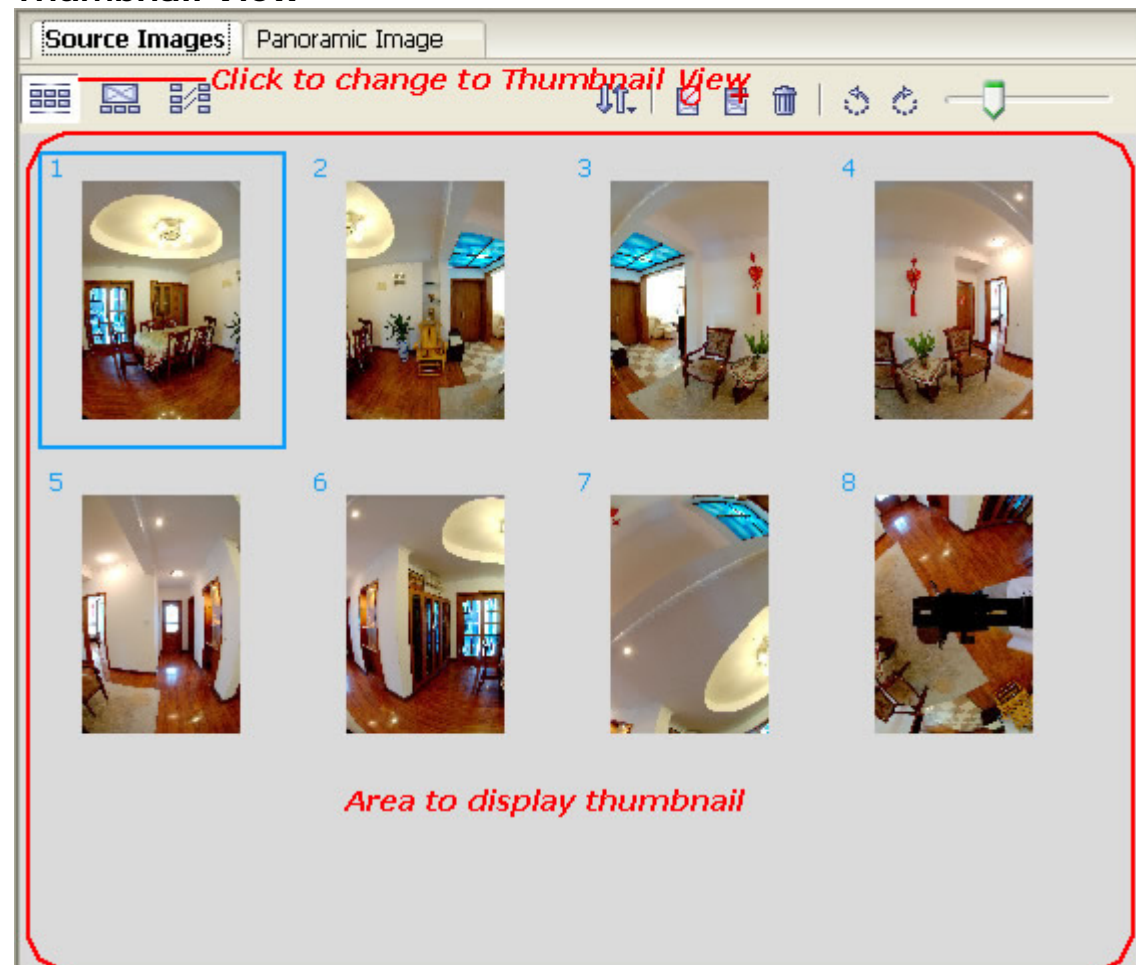 Thumbnail View
Source Images Panoramic Image
Click to change to Thumbnail View
1 2 3 4
5 6 7 8
Area to display thumbnail